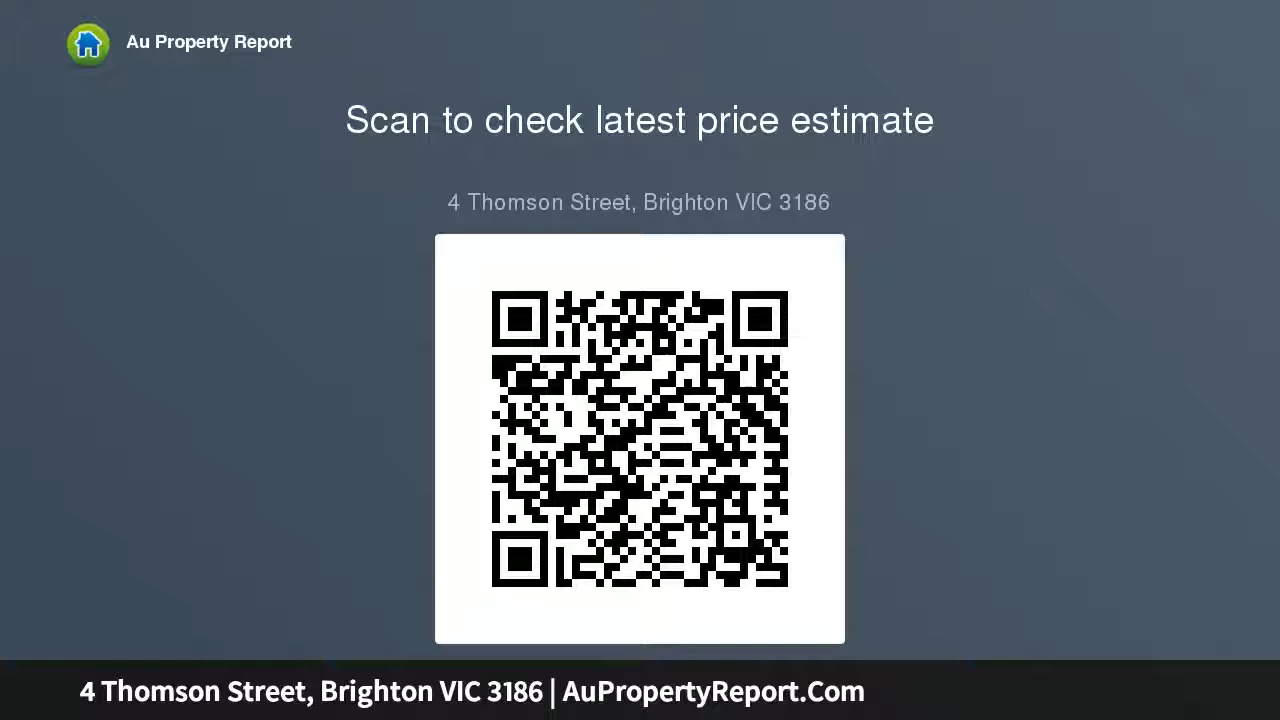 Au Property Report
Scan to check latest price estimate
4 Thomson Street, Brighton VIC 3186
4 Thomson Street, Brighton VIC 3186 | AuPropertyReport.Com